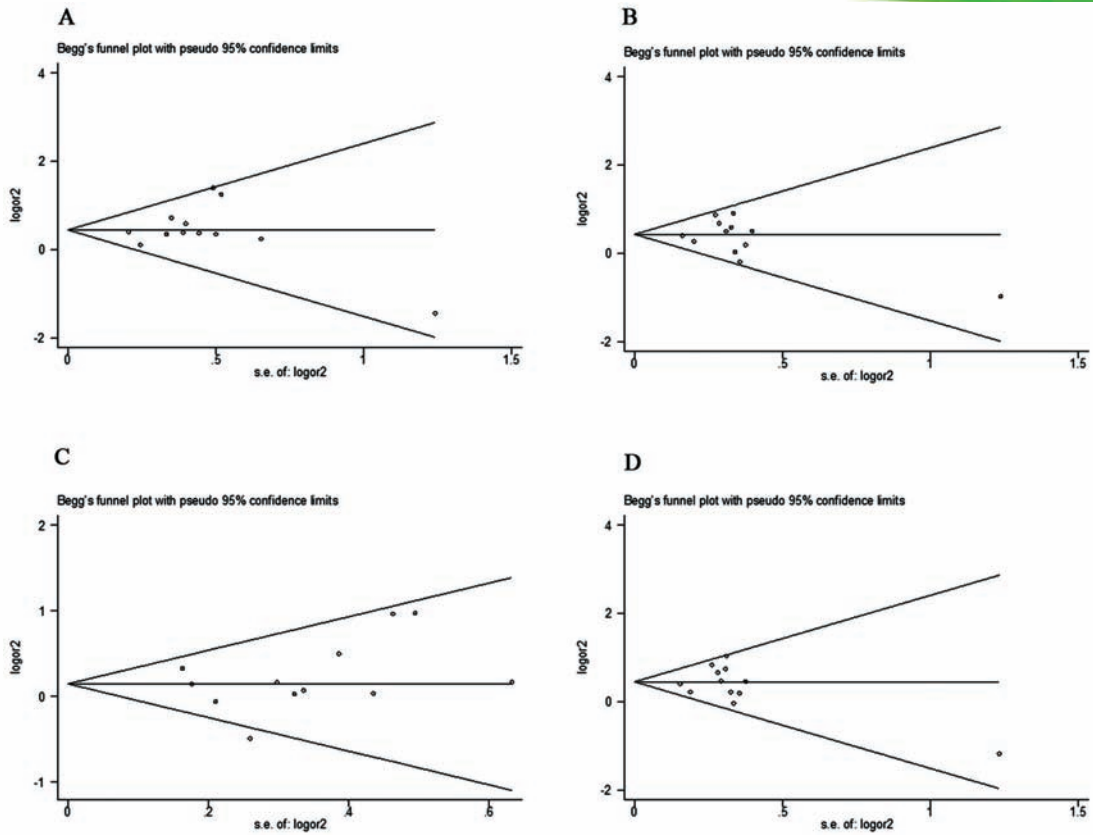 A
Begg's funnel plot with pseudo 95% confidence limits
4
2
0
-2
logor2
0
.5
1
1.5
s.e. of: logor2
B
Begg's funnel plot with pseudo 95% confidence limits
4
2
0
-2
logor2
0
.5
1
1.5
s.e. of: logor2
C
Begg's funnel plot with pseudo 95% confidence limits
2
1
0
-1
logor2
0
.2
.4
.6
s.e. of: logor2
D
Begg's funnel plot with pseudo 95% confidence limits
4
2
0
-2
logor2
0
.5
1
1.5
s.e. of: logor2